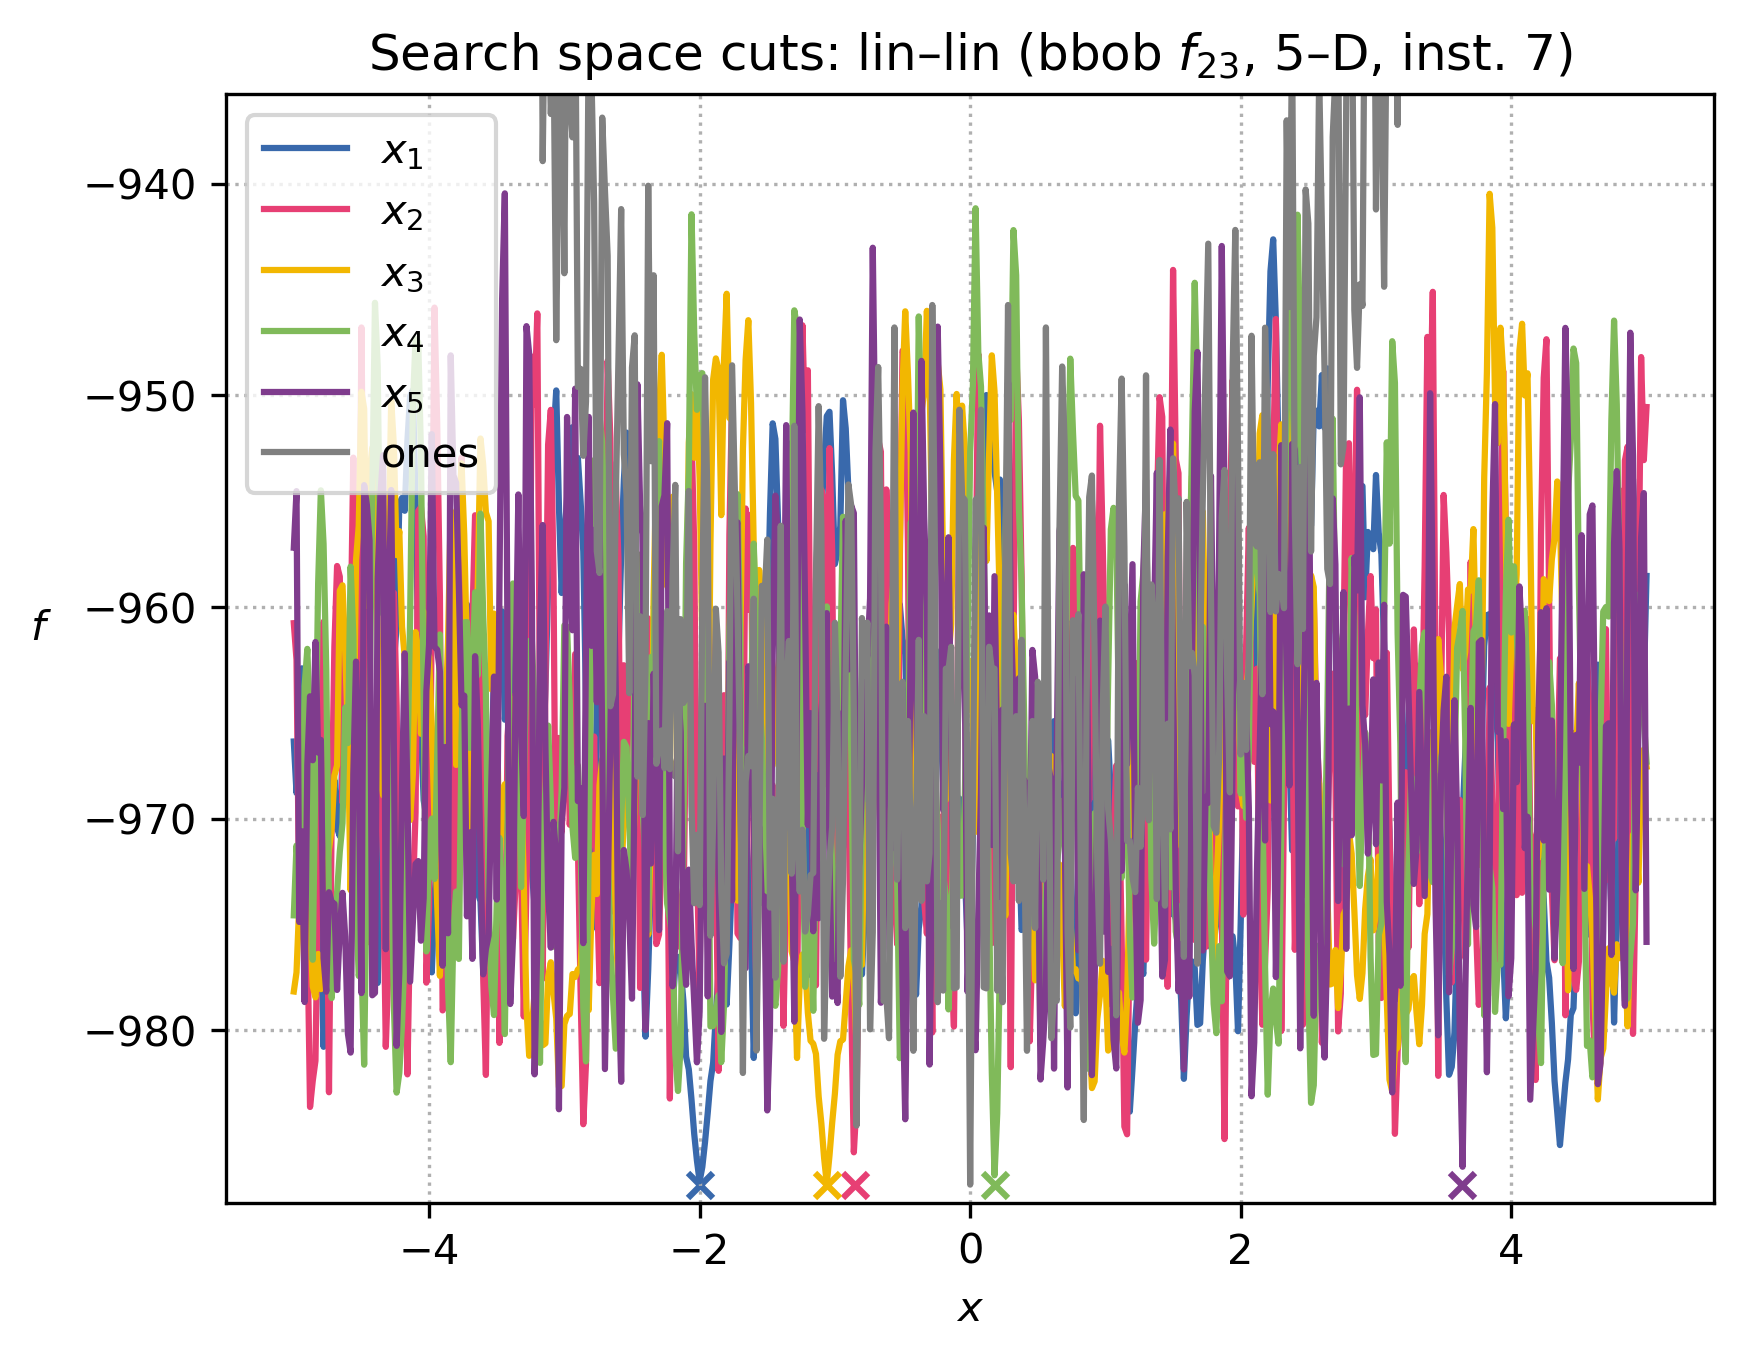 Search space cuts: lin–lin (bbob f₂₃, 5–D, inst. 7)
x₁
x₂
x₃
x₄
x₅
ones
−940
−950
−960
−970
−980
f
−4
−2
0
2
4
x